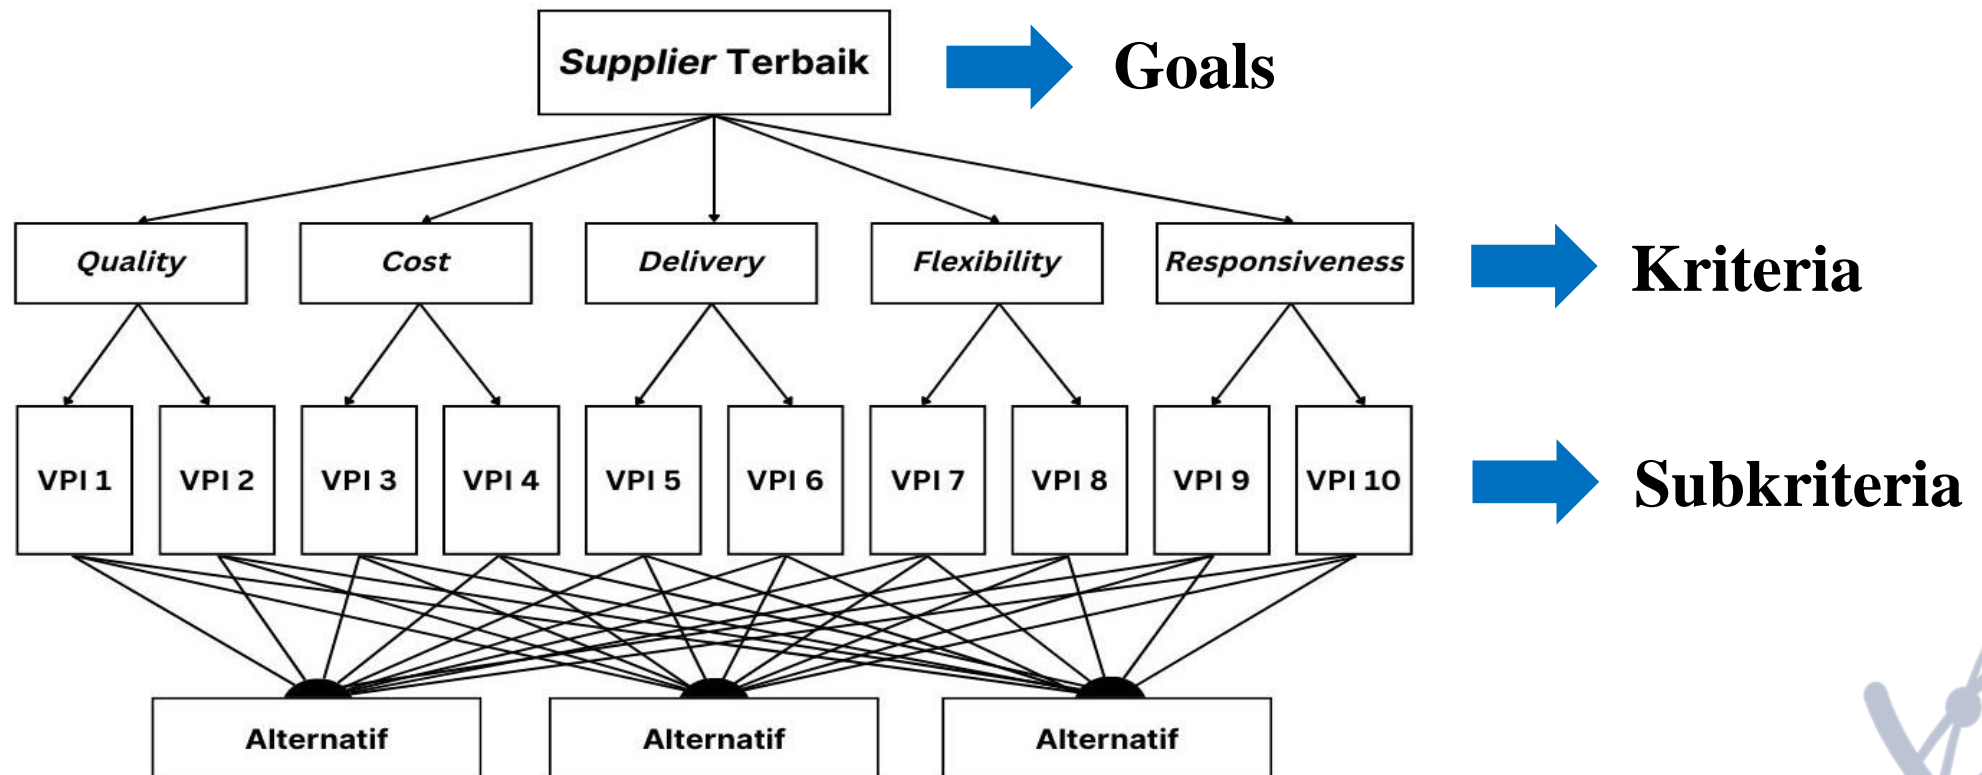 Supplier Terbaik
Goals
Quality
Cost
Delivery
Flexibility
Responsiveness
Kriteria
VPI 1
VPI 2
VPI 3
VPI 4
VPI 5
VPI 6
VPI 7
VPI 8
VPI 9
VPI 10
Subkriteria
Alternatif
Alternatif
Alternatif